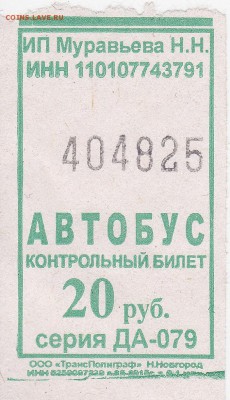 COINS.LAVE.RU
ИП Муравьева Н.Н.
ИНН 110107743791
404825
АВТОБУС
КОНТРОЛЬНЫЙ БИЛЕТ
20 руб.
серия ДА-079
ООО «ТрансПолиграф» Н.Новгород
ИНН